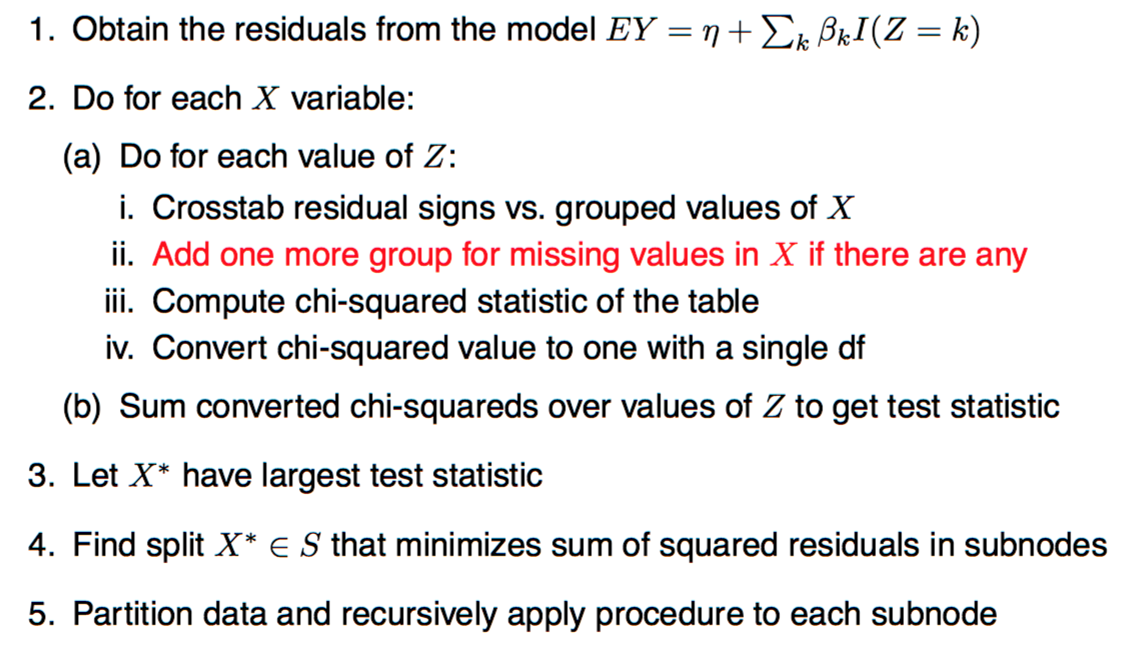 1. Obtain the residuals from the model EY = η + ∑ₖ βₖI(Z = k)
2. Do for each X variable:
(a) Do for each value of Z:
i. Crosstab residual signs vs. grouped values of X
ii. Add one more group for missing values in X if there are any
iii. Compute chi-squared statistic of the table
iv. Convert chi-squared value to one with a single df
(b) Sum converted chi-squareds over values of Z to get test statistic
3. Let X* have largest test statistic
4. Find split X* ∈ S that minimizes sum of squared residuals in subnodes
5. Partition data and recursively apply procedure to each subnode